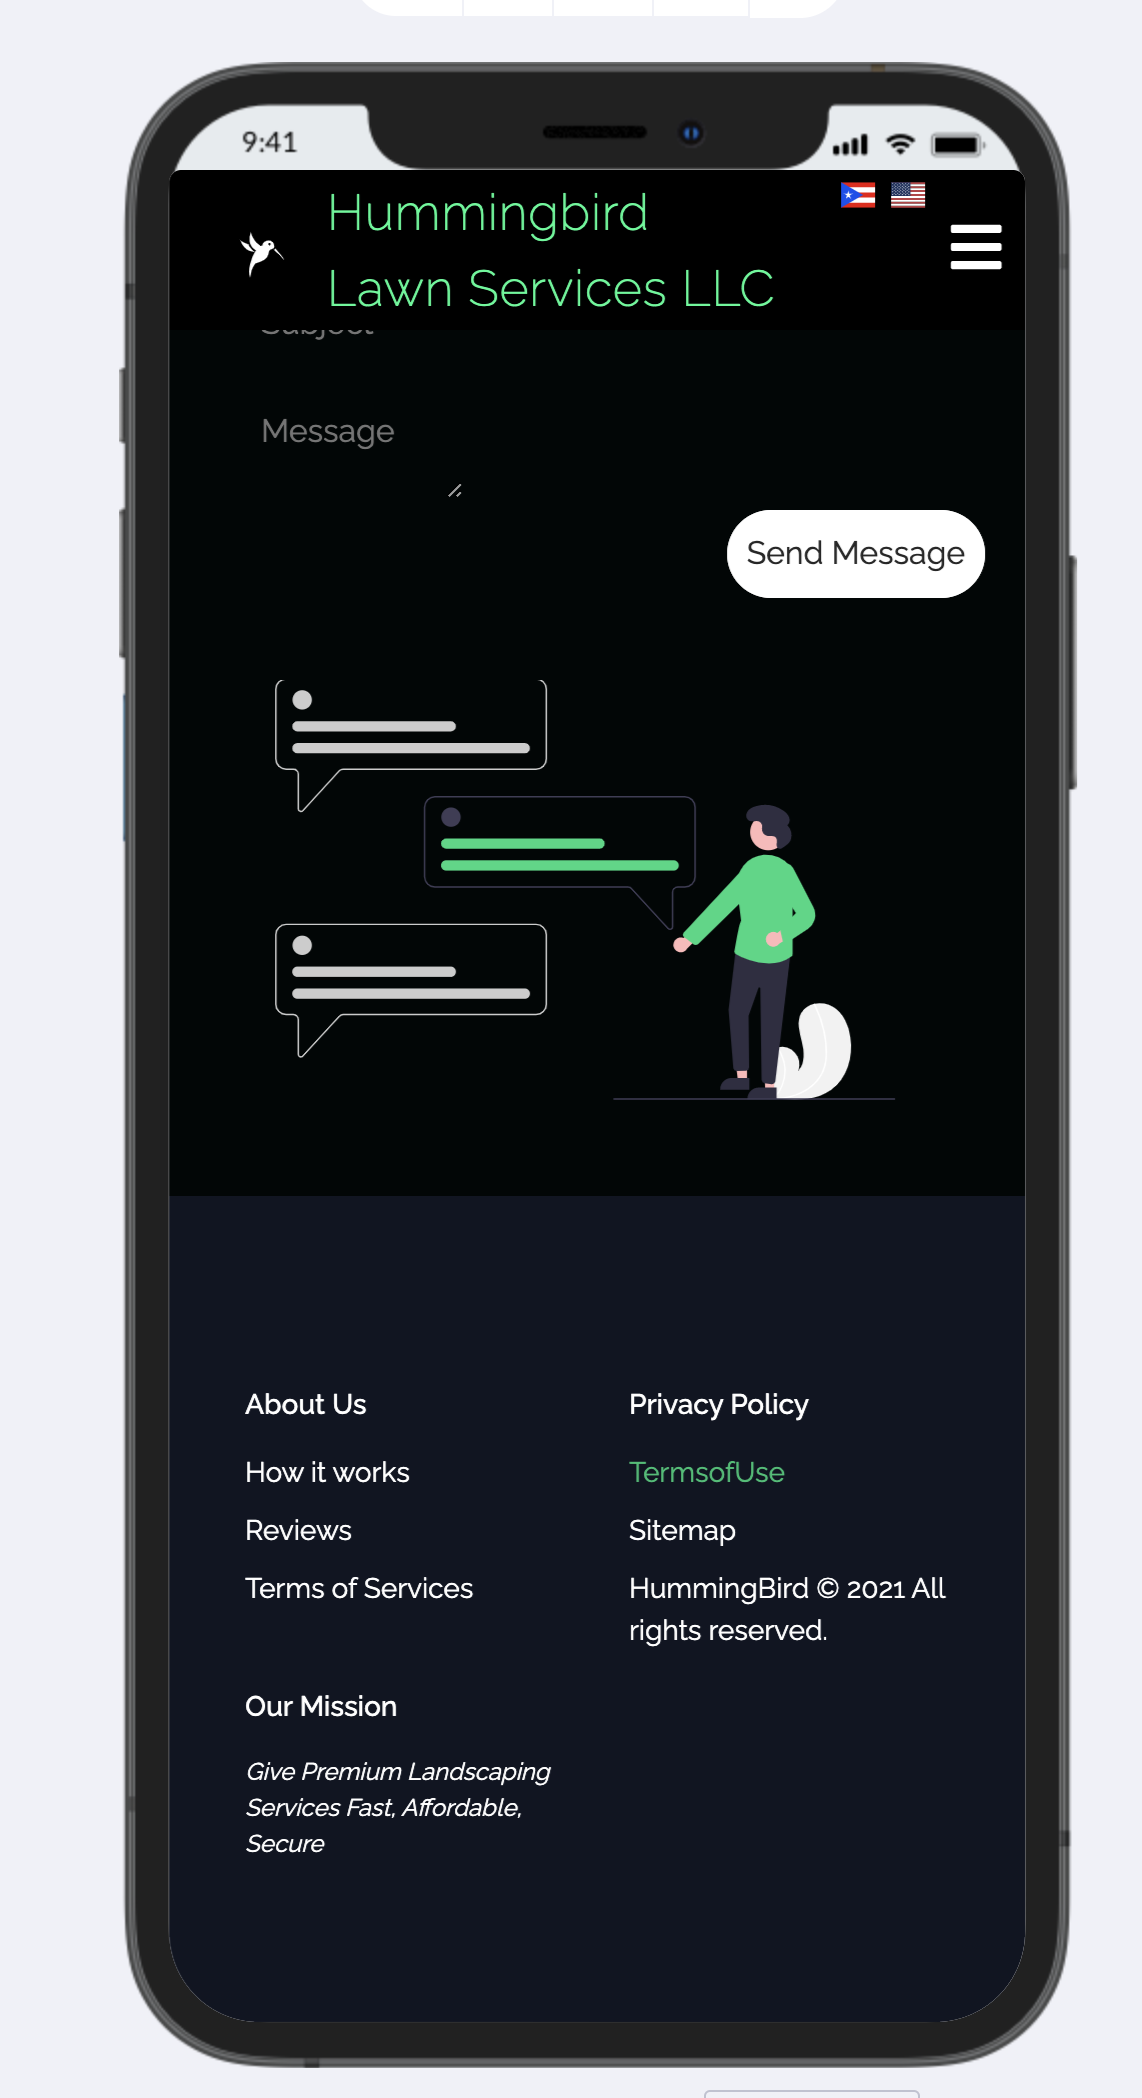 9:41
Hummingbird
Lawn Services LLC
Subject
Message
Send Message
About Us
How it works
Reviews
Terms of Services
Privacy Policy
TermsofUse
Sitemap
HummingBird © 2021 All
rights reserved.
Our Mission
Give Premium Landscaping
Services Fast, Affordable,
Secure